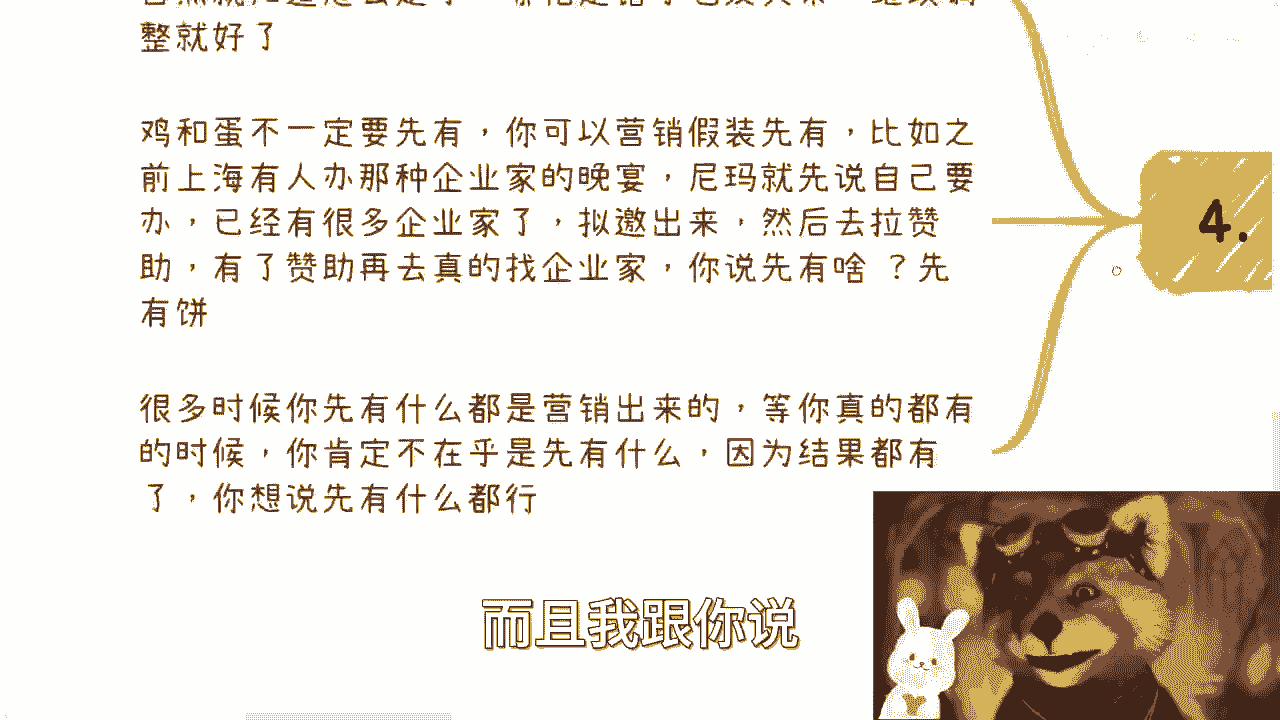 整就好了
鸡和蛋不一定要先有，你可以营销假装先有，比如之
前上海有人办那种企业家的晚宴，尼玛就先说自己要
办，已经有很多企业家了，拟邀出来，然后去拉赞
助，有了赞助再去真的找企业家，你说先有啥 ？先
有饼
很多时候你先有什么都是营销出来的，等你真的都有
的时候，你肯定不在乎是先有什么，因为结果都有
了，你想说先有什么都行
4.
而且我跟你说